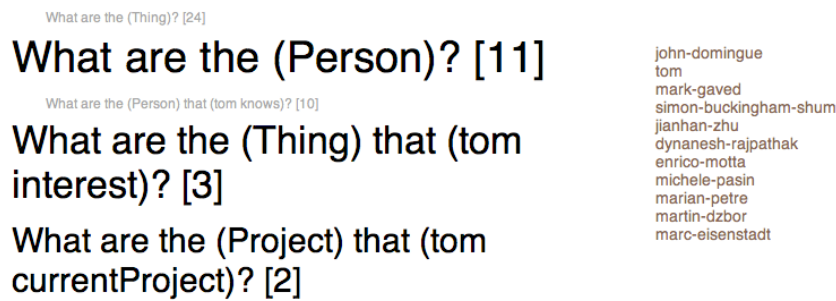 What are the (Thing)? [24]
What are the (Person)? [11]
What are the (Person) that (tom knows)? [10]
What are the (Thing) that (tom
interest)? [3]
What are the (Project) that (tom
currentProject)? [2]
john-domingue
tom
mark-gaved
simon-buckingham-shum
jianhan-zhu
dynanesh-rajpathak
enrico-motta
michele-pasin
marian-petre
martin-dzbor
marc-eisenstadt